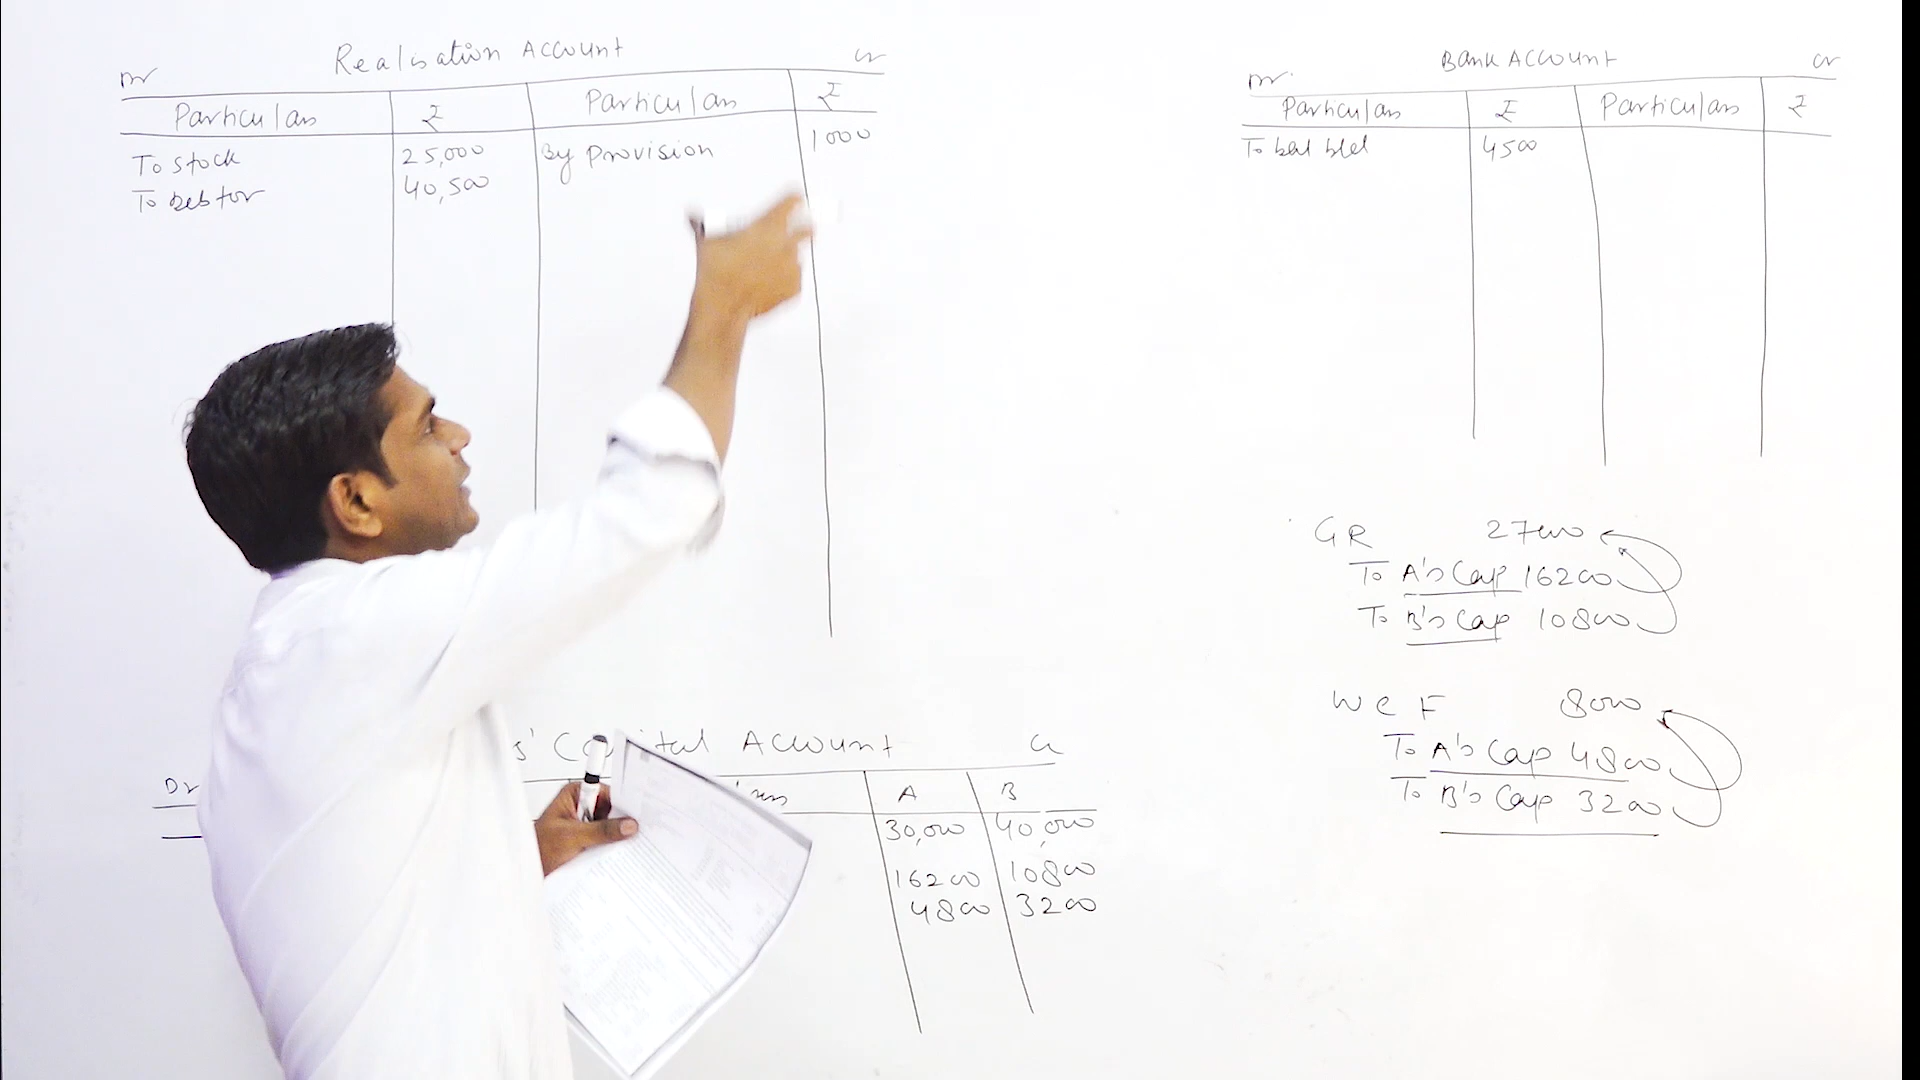 Realisation Account
Dr
Cr
Particulars ₹ Particulars ₹
To stock 25,000 By Provision 1000
To Debtor 40,500
Bank Account
Dr.
Cr
Particulars ₹ Particulars ₹
To bal b/d 4500
GR 27000
To A's Cap 16200
To B's Cap 10800
WCF 8000
To A's Cap 4800
To B's Cap 3200
Account
Dr
Cr
A B
30,000 40,000
16200 10800
4800 3200